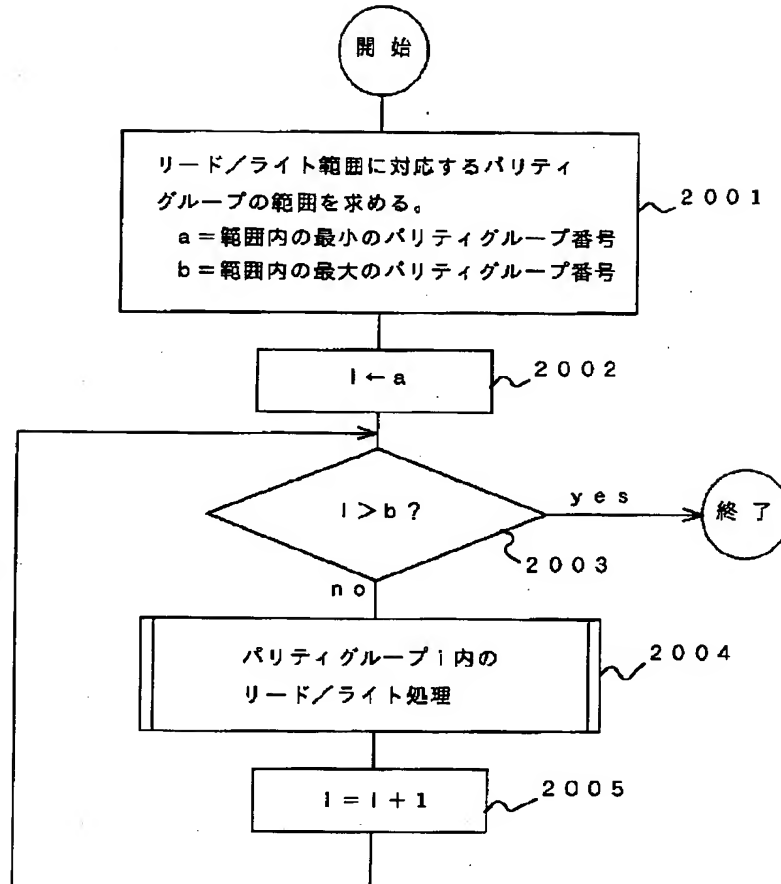 開始
リード／ライト範囲に対応するパリティ
グループの範囲を求める。
a＝範囲内の最小のパリティグループ番号
b＝範囲内の最大のパリティグループ番号
2001
I←a
2002
I＞b？
yes
終了
2003
no
パリティグループi内の
リード／ライト処理
2004
I＝I＋1
2005